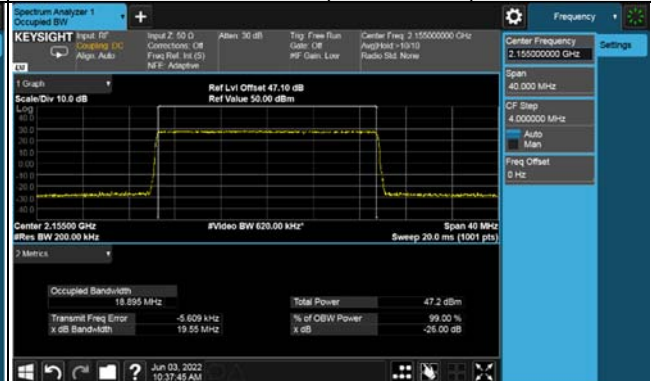 Spectrum Analyzer 1
Occupied BW
Frequency
KEYSIGHT
Input: RF
Coupling: DC
Align: Auto
Input Z: 50 Ω
Corrections: Off
Freq Ref: Int (S)
NFE: Adaptive
Atten: 30 dB
Trig: Free Run
Gate: Off
#IF Gain: Low
Center Freq: 2.155000000 GHz
Avg|Hold:>10/10
Radio Std: None
Center Frequency
2.155000000 GHz
Settings
Span
40.000 MHz
CF Step
4.000000 MHz
Auto
Man
Freq Offset
0 Hz
1 Graph
Scale/Div 10.0 dB
Ref Lvl Offset 47.10 dB
Ref Value 50.00 dBm
Log
40.0
30.0
20.0
10.0
0.00
-10.0
-20.0
-30.0
-40.0
Center 2.15500 GHz
#Res BW 200.00 kHz
#Video BW 620.00 kHz*
Span 40 MHz
Sweep 20.0 ms (1001 pts)
2 Metrics
Occupied Bandwidth
18.895 MHz
Total Power 47.2 dBm
Transmit Freq Error -5.609 kHz
% of OBW Power 99.00 %
x dB Bandwidth 19.55 MHz
x dB -26.00 dB
?
Jun 03, 2022
10:37:45 AM